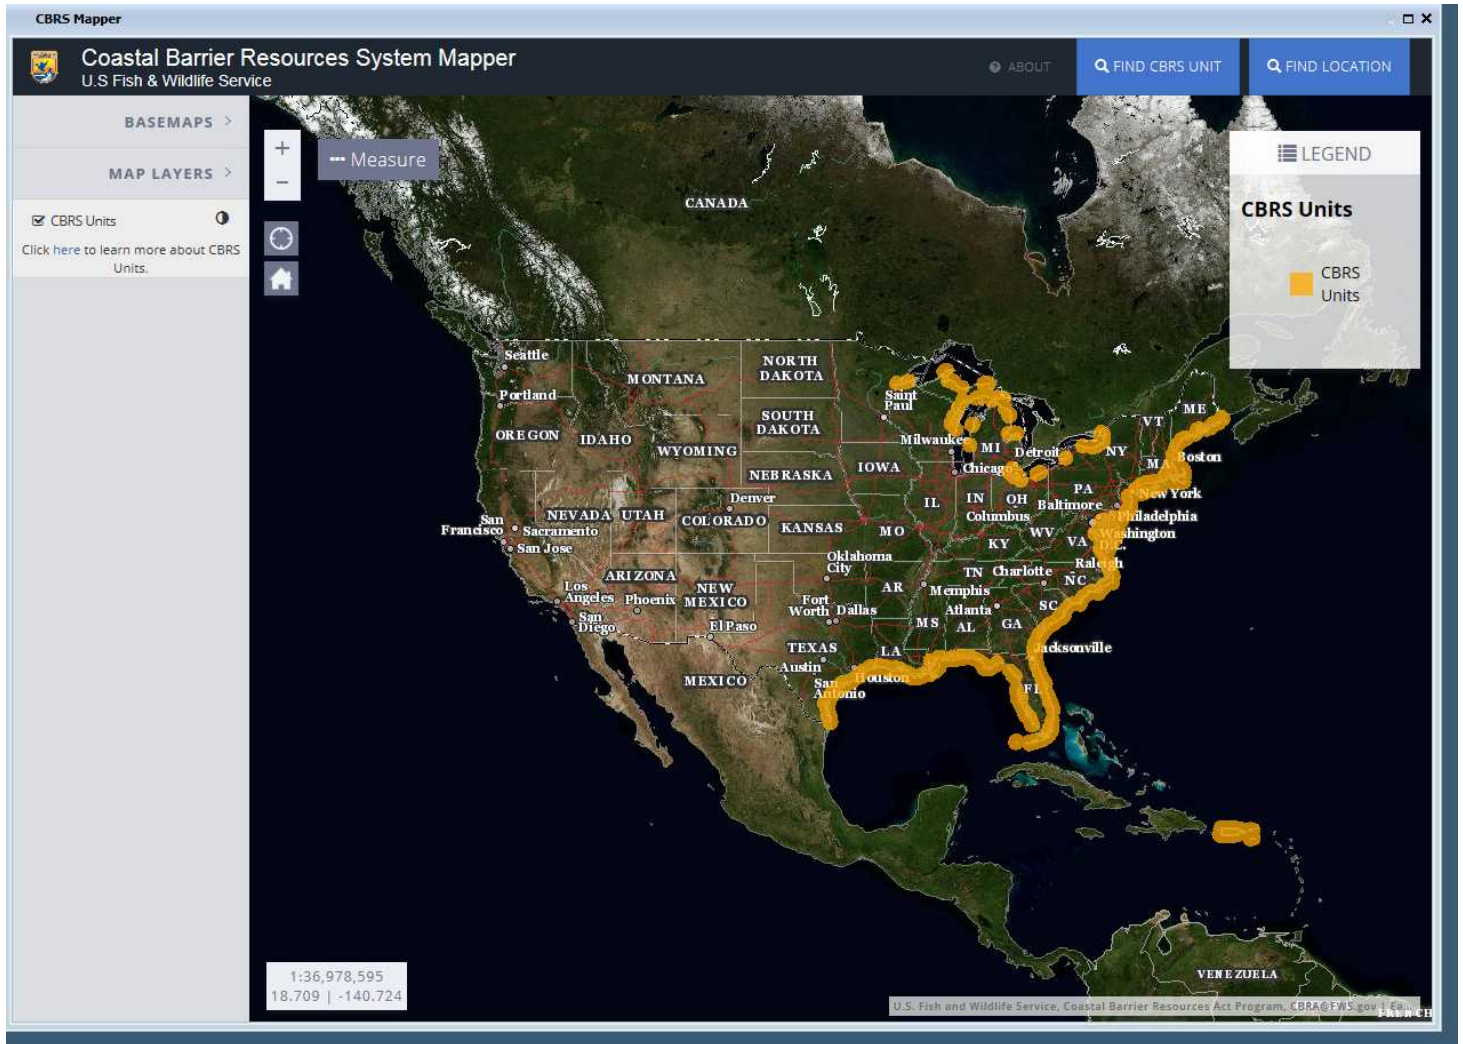 CBRS Mapper
Coastal Barrier Resources System Mapper
U.S Fish & Wildlife Service
ABOUT
FIND CBRS UNIT
FIND LOCATION
BASEMAPS >
MAP LAYERS >
CBRS Units
Click here to learn more about CBRS
Units.
+
Measure
−
LEGEND
CBRS Units
CBRS
Units
CANADA
Seattle
Portland
MONTANA
NORTH
DAKOTA
SOUTH
DAKOTA
Saint
Paul
OREGON
IDAHO
WYOMING
NEBRASKA
IOWA
Milwaukee
MI
Detroit
Chicago
NY
VT
ME
MA
Boston
New York
PA
Philadelphia
Baltimore
Washington
D.C.
IL
IN
OH
Columbus
WV
VA
KY
MO
KANSAS
Denver
COLORADO
UTAH
NEVADA
San
Francisco
Sacramento
San Jose
Los
Angeles
San
Diego
ARIZONA
Phoenix
NEW
MEXICO
El Paso
Oklahoma
City
Fort
Worth
Dallas
AR
Memphis
TN
Charlotte
Raleigh
NC
SC
Atlanta
MS
AL
GA
TEXAS
Austin
San
Antonio
Houston
LA
Jacksonville
FL
MEXICO
VENEZUELA
1:36,978,595
18.709 | -140.724
U.S. Fish and Wildlife Service, Coastal Barrier Resources Act Program, CBRA@FWS.gov | Ea...
FRENCH